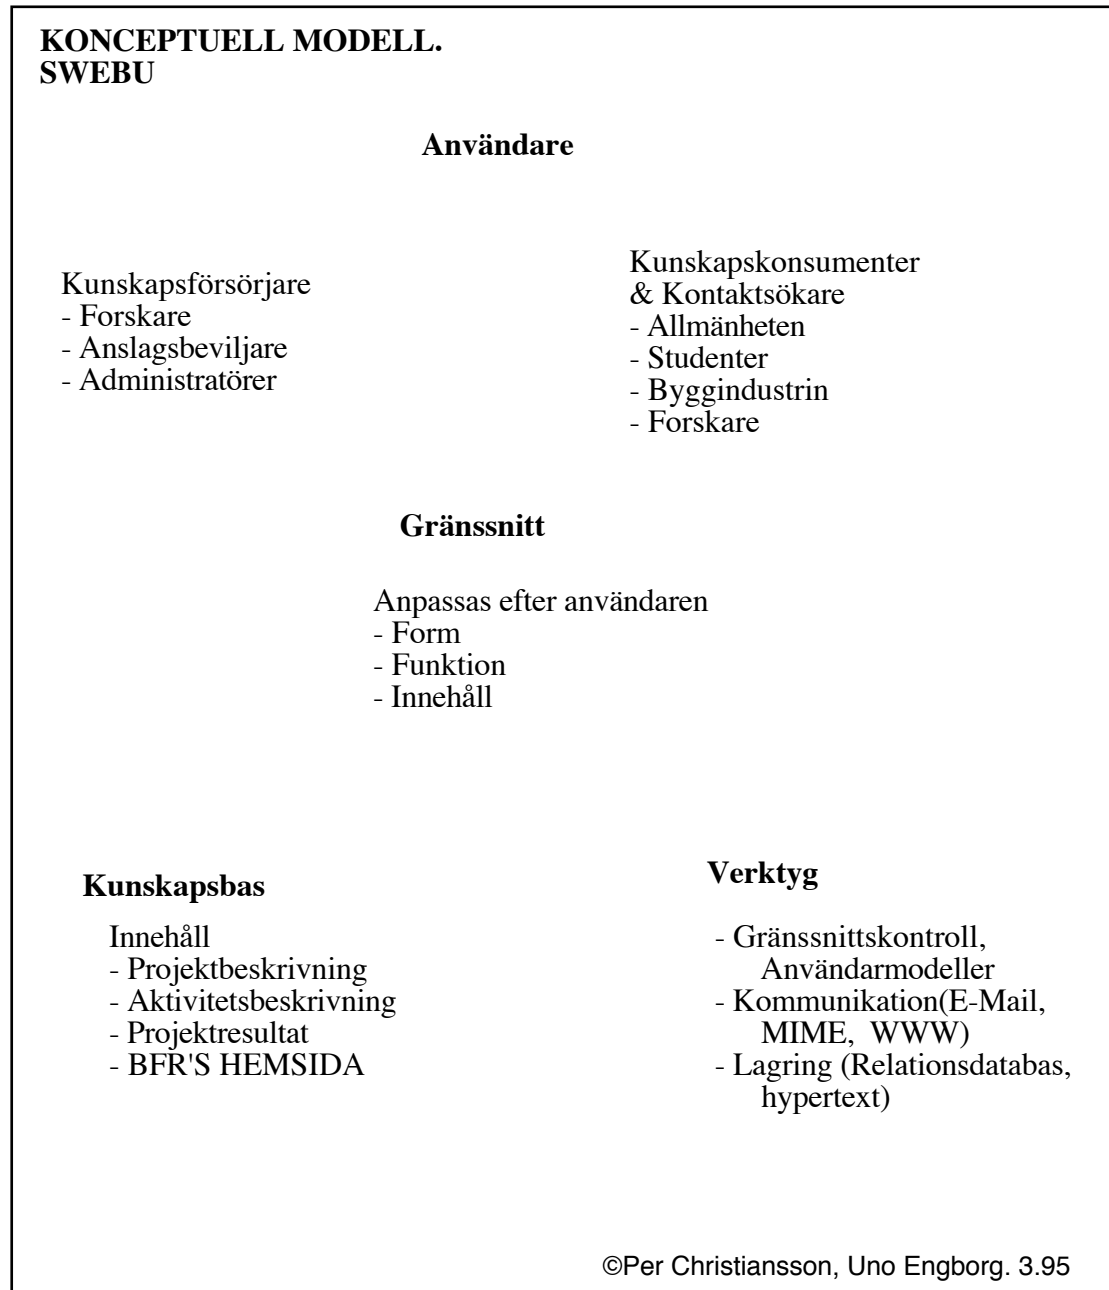 KONCEPTUELL MODELL.
SWEBU
Användare
Kunskapsförsörjare
- Forskare
- Anslagsbeviljare
- Administratörer
Kunskapskonsumenter
& Kontaktsökare
- Allmänheten
- Studenter
- Byggindustrin
- Forskare
Gränssnitt
Anpassas efter användaren
- Form
- Funktion
- Innehåll
Kunskapsbas
Innehåll
- Projektbeskrivning
- Aktivitetsbeskrivning
- Projektresultat
- BFR'S HEMSIDA
Verktyg
- Gränssnittskontroll,
Användarmodeller
- Kommunikation(E-Mail,
MIME, WWW)
- Lagring (Relationsdatabas,
hypertext)
©Per Christiansson, Uno Engborg. 3.95